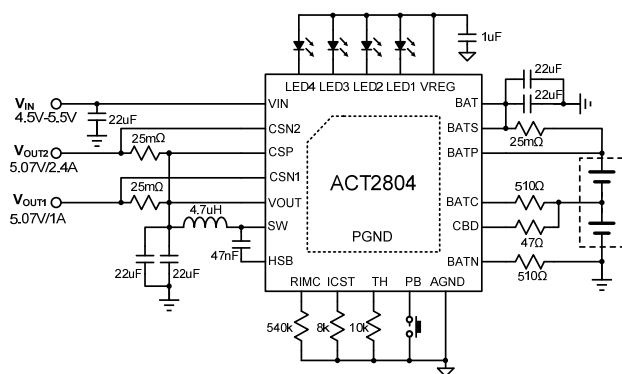 1uF
LED4 LED3 LED2 LED1 VREG
22uF
22uF
VIN
4.5V-5.5V
22uF
VIN
BAT
CSN2
BATS
25mΩ
25mΩ
VOUT2
5.07V/2.4A
CSP
BATP
CSN1
25mΩ
VOUT1
5.07V/1A
VOUT
ACT2804
BATC
510Ω
4.7uH
SW
CBD
47Ω
PGND
47nF
22uF
22uF
HSB
BATN
510Ω
RIMC ICST TH PB AGND
540k
8k
10k